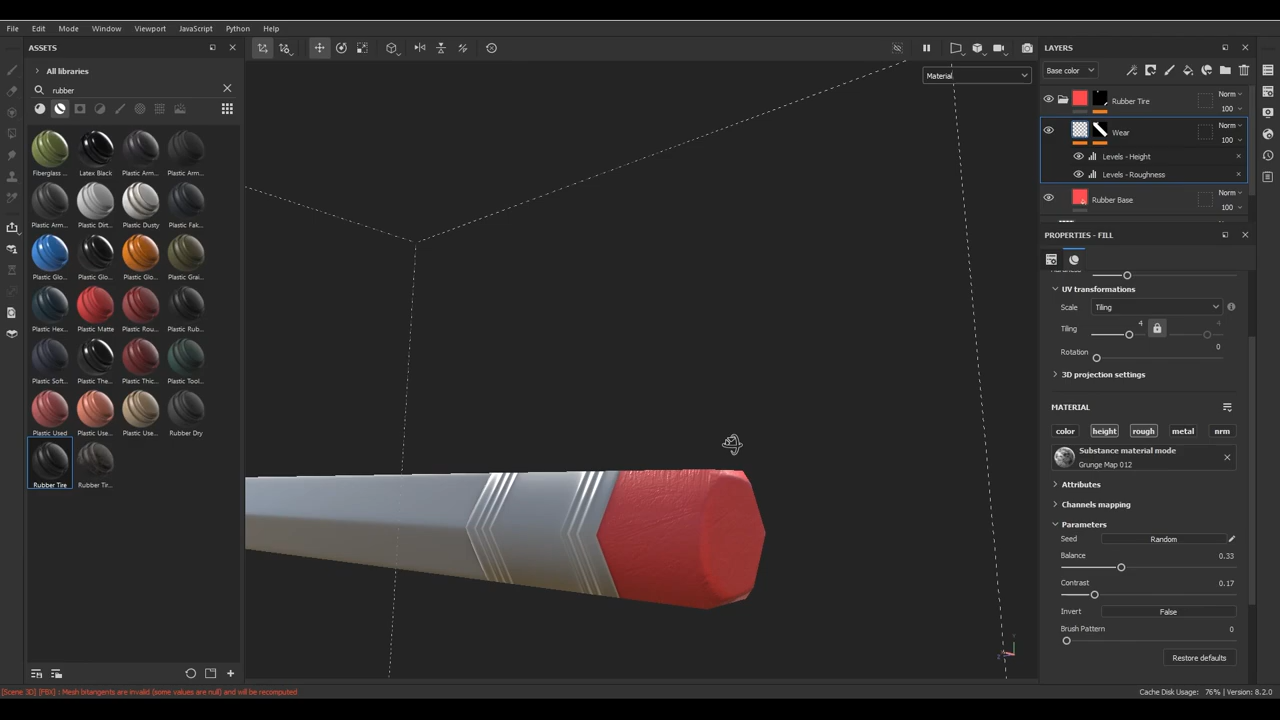 File Edit Mode Window Viewport JavaScript Python Help
ASSETS
All libraries
rubber
Fiberglass ...
Latex Black
Plastic Arm...
Plastic Arm...
Plastic Arm...
Plastic Dirt...
Plastic Dusty
Plastic Fak...
Plastic Glo...
Plastic Glo...
Plastic Glo...
Plastic Grai...
Plastic Hex...
Plastic Matte
Plastic Rou...
Plastic Rub...
Plastic Soft...
Plastic The...
Plastic Thic...
Plastic Tool...
Plastic Used
Plastic Use...
Plastic Use...
Rubber Dry
Rubber Tire
Rubber Tir...
Material
LAYERS
Base color
Rubber Tire
Norm
100
Wear
Norm
100
Levels - Height
Levels - Roughness
Rubber Base
Norm
100
PROPERTIES - FILL
UV transformations
Scale Tiling
Tiling 4 4
Rotation 0
3D projection settings
MATERIAL
color height rough metal nrm
Substance material mode
Grunge Map 012
Attributes
Channels mapping
Parameters
Seed Random
Balance 0.33
Contrast 0.17
Invert False
Brush Pattern 0
Restore defaults
[Scene 3D] [FBX] : Mesh bitangents are invalid (some values are null) and will be recomputed
Cache Disk Usage: 76% | Version: 8.2.0